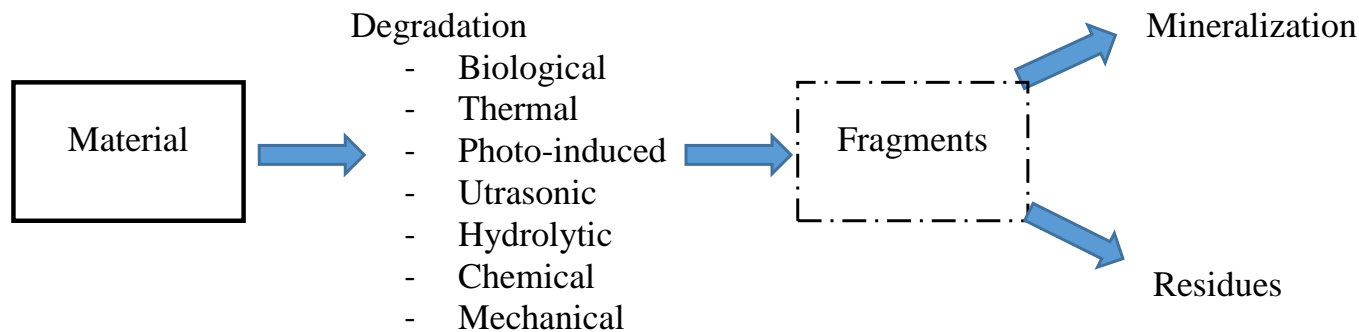 Material
Degradation
- Biological
- Thermal
- Photo-induced
- Utrasonic
- Hydrolytic
- Chemical
- Mechanical
Fragments
Mineralization
Residues